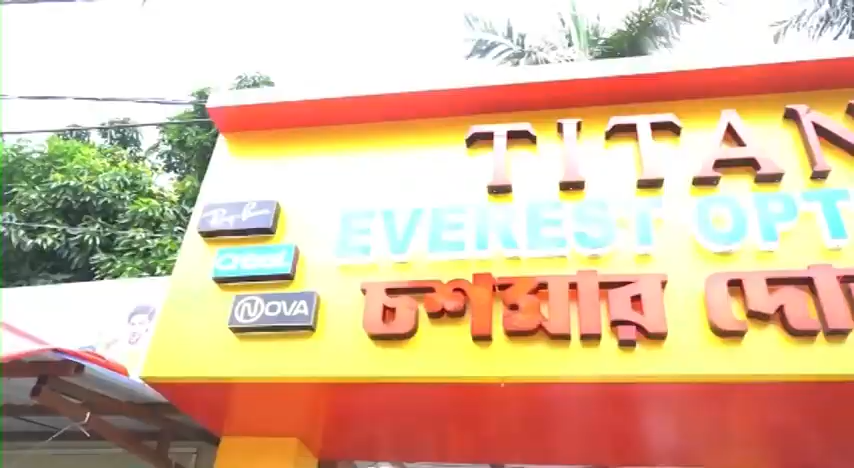 TITAN
EVEREST OPT
চশমার দো
Ray-Ban
Crizal
NOVA